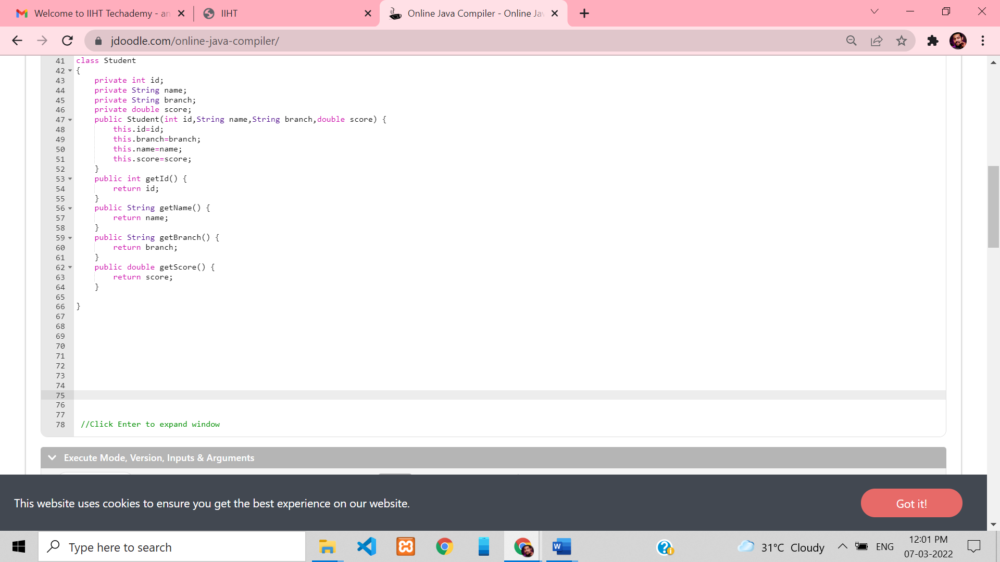 Welcome to IIHT Techademy - an
IIHT
Online Java Compiler - Online Jav
jdoodle.com/online-java-compiler/
41 class Student
42 {
43 private int id;
44 private String name;
45 private String branch;
46 private double score;
47 public Student(int id,String name,String branch,double score) {
48 this.id=id;
49 this.branch=branch;
50 this.name=name;
51 this.score=score;
52 }
53 public int getId() {
54 return id;
55 }
56 public String getName() {
57 return name;
58 }
59 public String getBranch() {
60 return branch;
61 }
62 public double getScore() {
63 return score;
64 }
65
66 }
67
68
69
70
71
72
73
74
75
76
77
78 //Click Enter to expand window
Execute Mode, Version, Inputs & Arguments
This website uses cookies to ensure you get the best experience on our website.
Got it!
Type here to search
31°C Cloudy
ENG
12:01 PM
07-03-2022